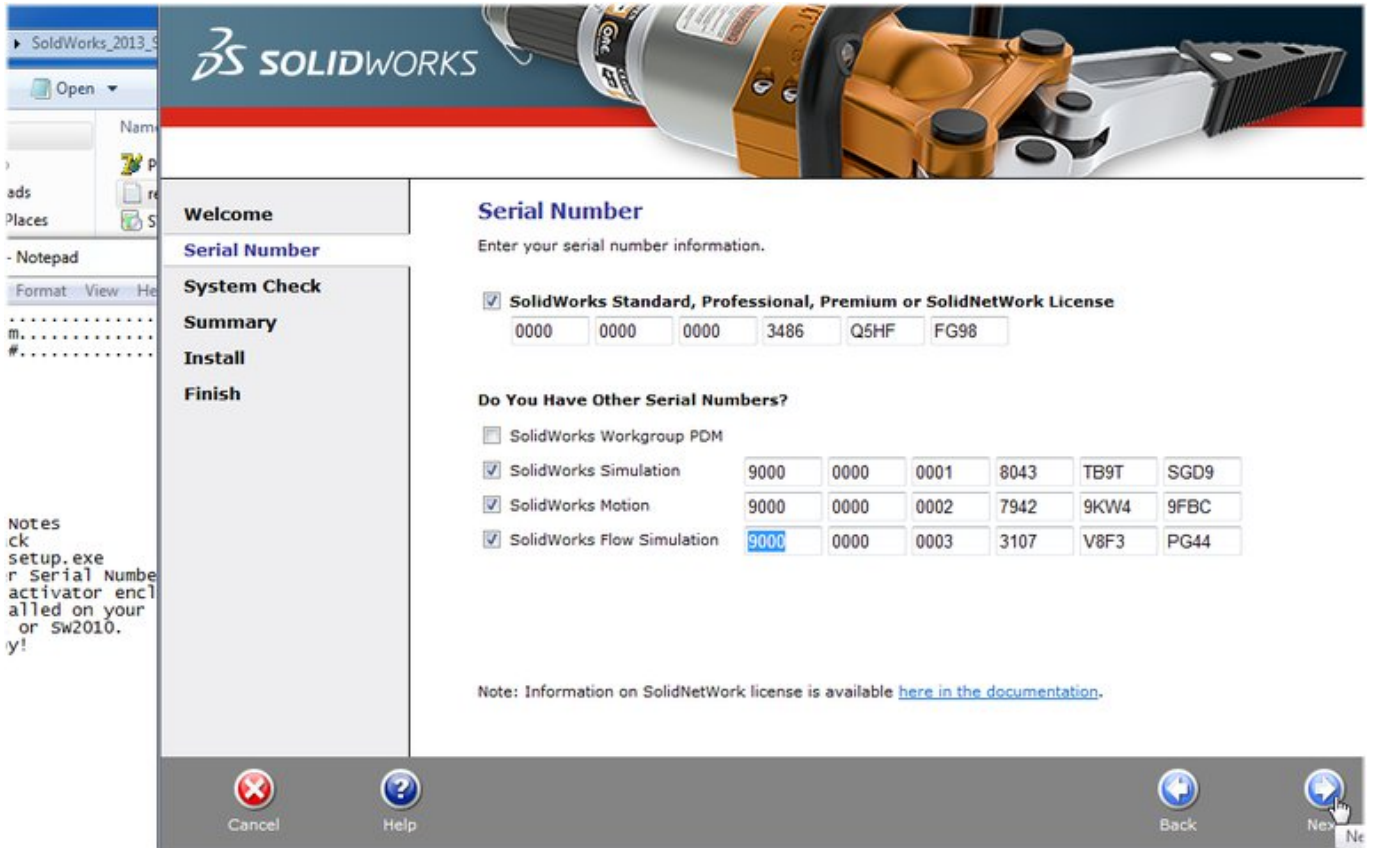 SoldWorks_2013_S
Open
ads
Places
- Notepad
Format View He
..............
m.............
#.............
Notes
ck
setup.exe
r Serial Numbe
activator encl
alled on your
or SW2010.
y!
SOLIDWORKS
Welcome
Serial Number
System Check
Summary
Install
Finish
Serial Number
Enter your serial number information.
SolidWorks Standard, Professional, Premium or SolidNetWork License
0000 0000 0000 3486 Q5HF FG98
Do You Have Other Serial Numbers?
SolidWorks Workgroup PDM
SolidWorks Simulation 9000 0000 0001 8043 TB9T SGD9
SolidWorks Motion 9000 0000 0002 7942 9KW4 9FBC
SolidWorks Flow Simulation 9000 0000 0003 3107 V8F3 PG44
Note: Information on SolidNetWork license is available here in the documentation.
Cancel Help Back Nex